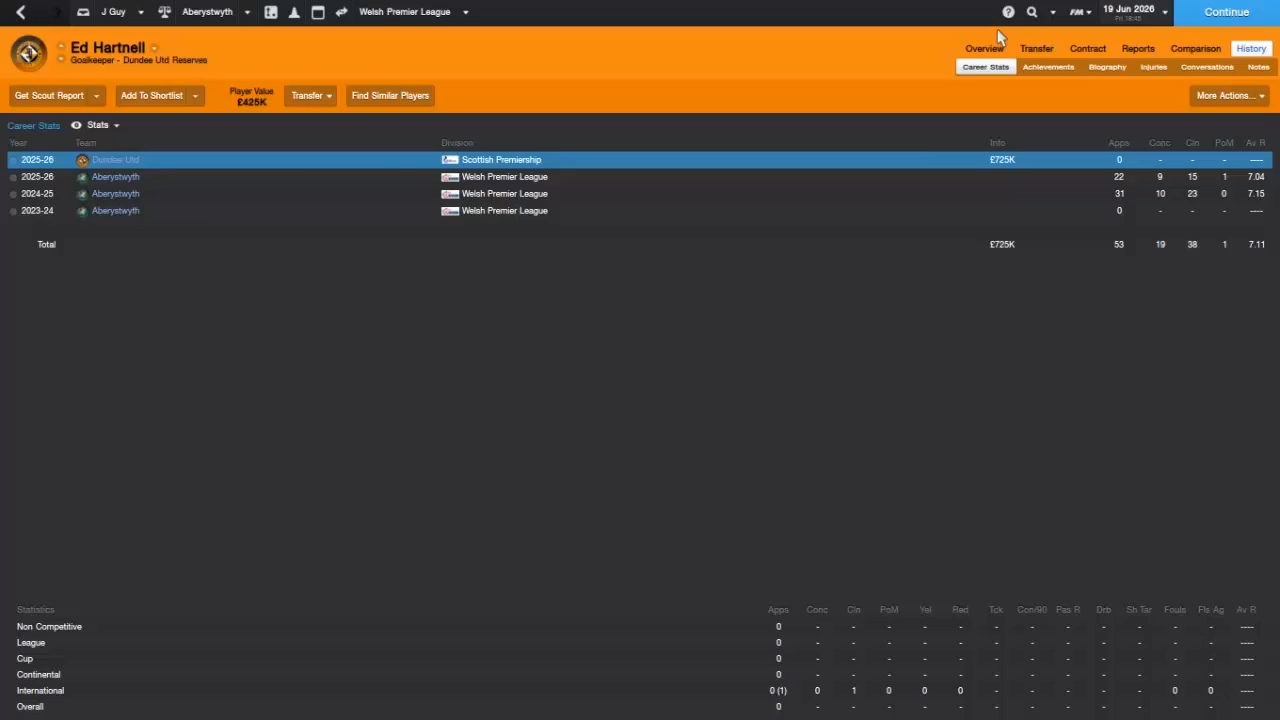 J Guy Aberystwyth Welsh Premier League FM 19 Jun 2026 Fri 18:45 Continue
Ed Hartnell
Goalkeeper - Dundee Utd Reserves
Overview Transfer Contract Reports Comparison History
Career Stats Achievements Biography Injuries Conversations Notes
Get Scout Report Add To Shortlist Player Value £425K Transfer Find Similar Players More Actions...
Career Stats Stats
Year Team Division Info Apps Conc Cln PoM Av R
2025-26 Dundee Utd Scottish Premiership £725K 0 - - - ----
2025-26 Aberystwyth Welsh Premier League 22 9 15 1 7.04
2024-25 Aberystwyth Welsh Premier League 31 10 23 0 7.15
2023-24 Aberystwyth Welsh Premier League 0 - - - ----
Total £725K 53 19 38 1 7.11
Statistics Apps Conc Cln PoM Yel Red Tck Con/90 Pas R Drb Sh Tar Fouls Fls Ag Av R
Non Competitive 0 - - - - - - - - - - - - ----
League 0 - - - - - - - - - - - - ----
Cup 0 - - - - - - - - - - - - ----
Continental 0 - - - - - - - - - - - - ----
International 0 (1) 0 1 0 0 0 - - - - - 0 0 ----
Overall 0 - - - - - - - - - - - - ----